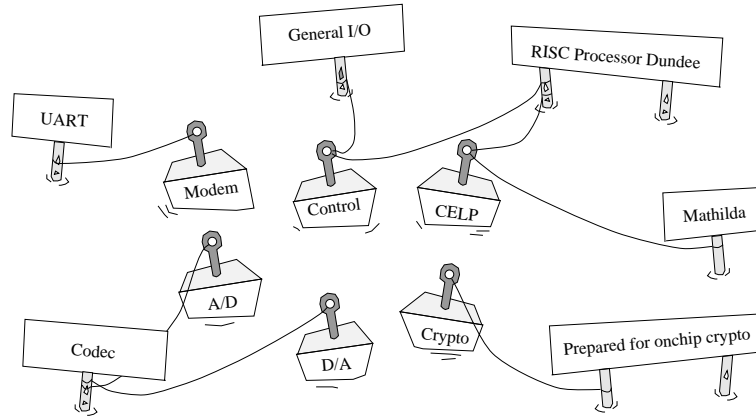 General I/O
RISC Processor Dundee
UART
Modem
Control
CELP
Mathilda
A/D
Codec
D/A
Crypto
Prepared for onchip crypto